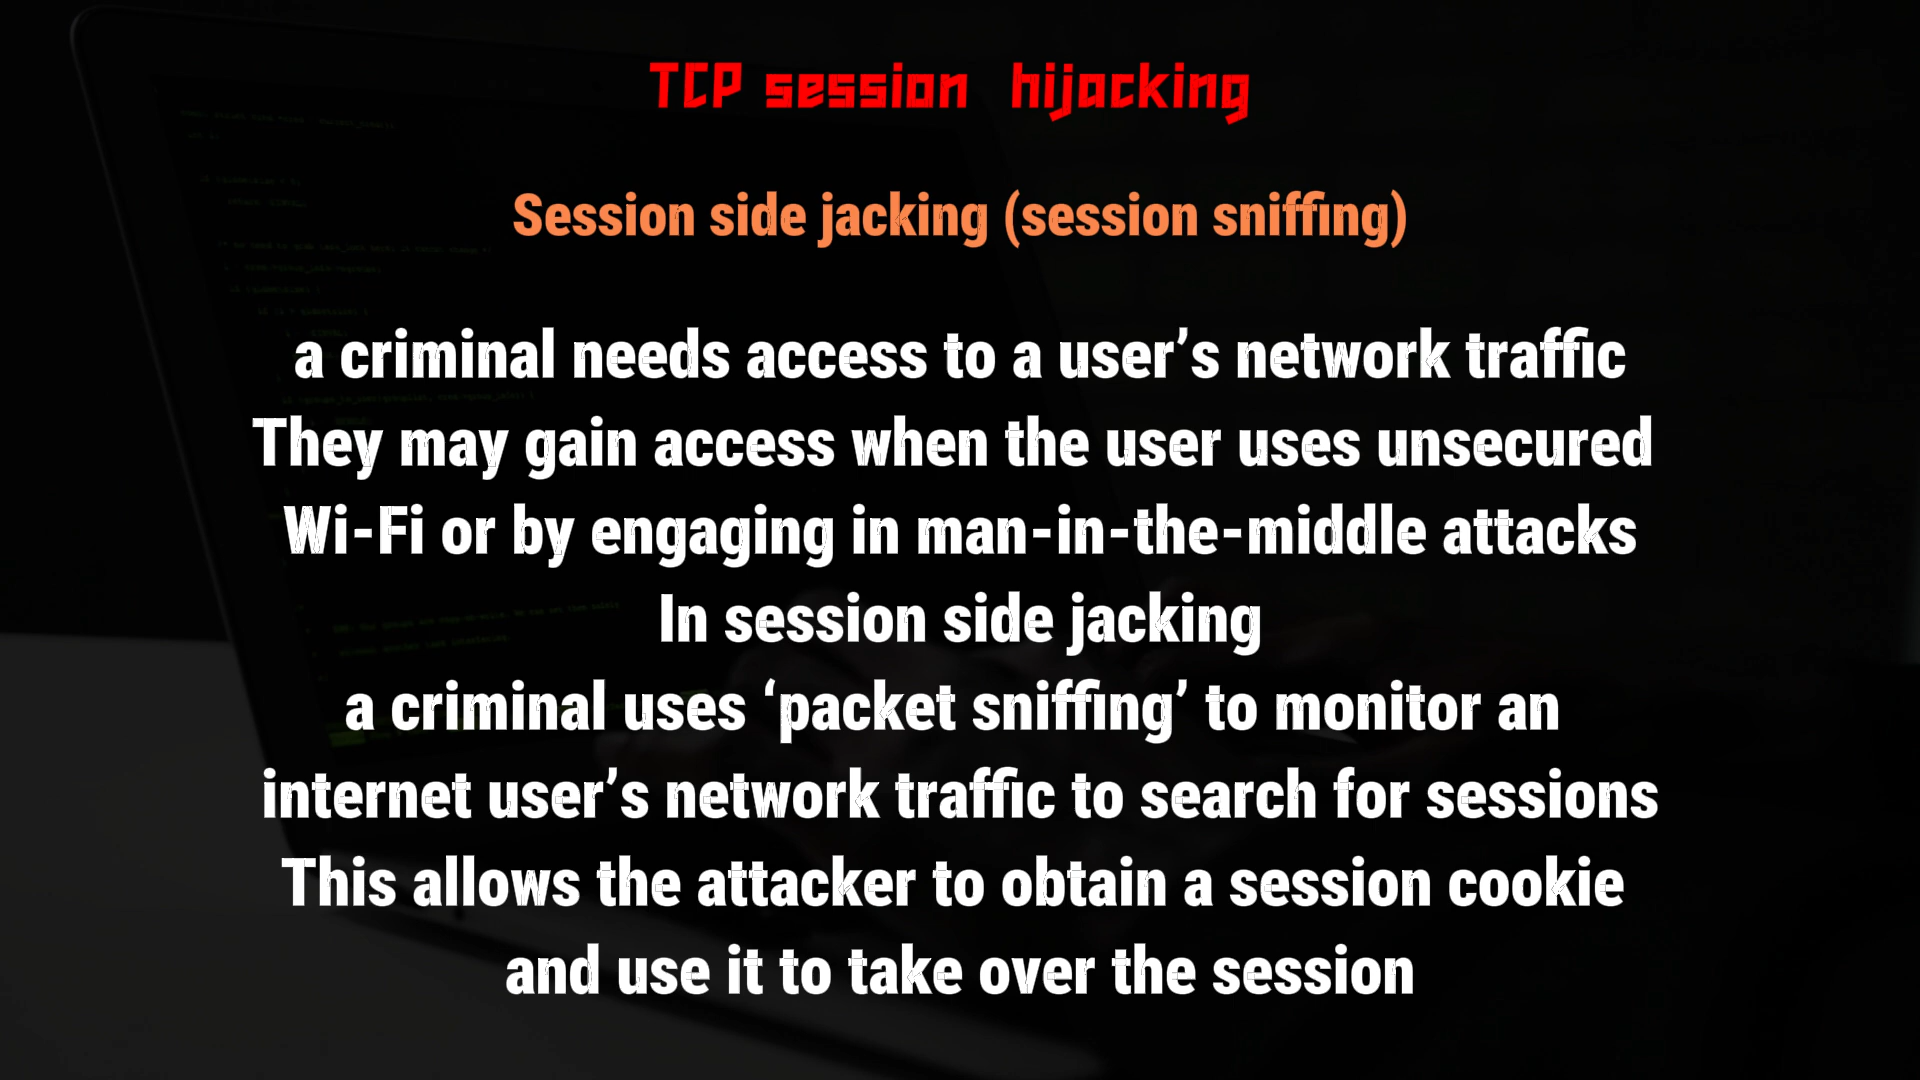 TCP session hijacking
Session side jacking (session sniffing)
a criminal needs access to a user’s network traffic
They may gain access when the user uses unsecured
Wi-Fi or by engaging in man-in-the-middle attacks
In session side jacking
a criminal uses ‘packet sniffing’ to monitor an
internet user’s network traffic to search for sessions
This allows the attacker to obtain a session cookie
and use it to take over the session